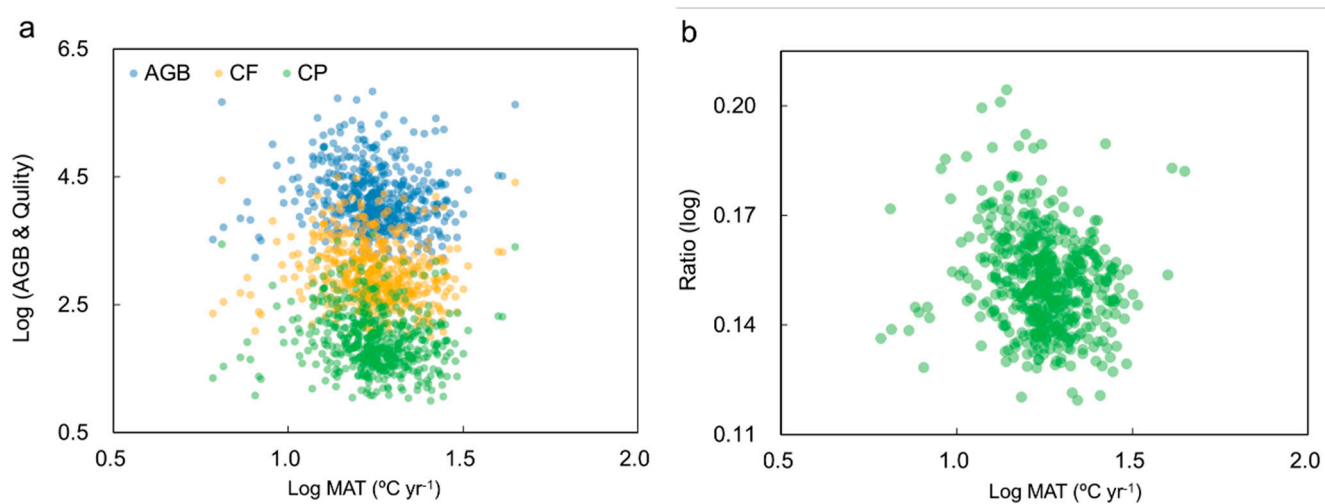 a
6.5
AGB CF CP
4.5
2.5
0.5
Log (AGB & Qulity)
0.5 1.0 1.5 2.0
Log MAT (ºC yr-1)
b
0.20
0.17
0.14
0.11
Ratio (log)
0.5 1.0 1.5 2.0
Log MAT (ºC yr-1)